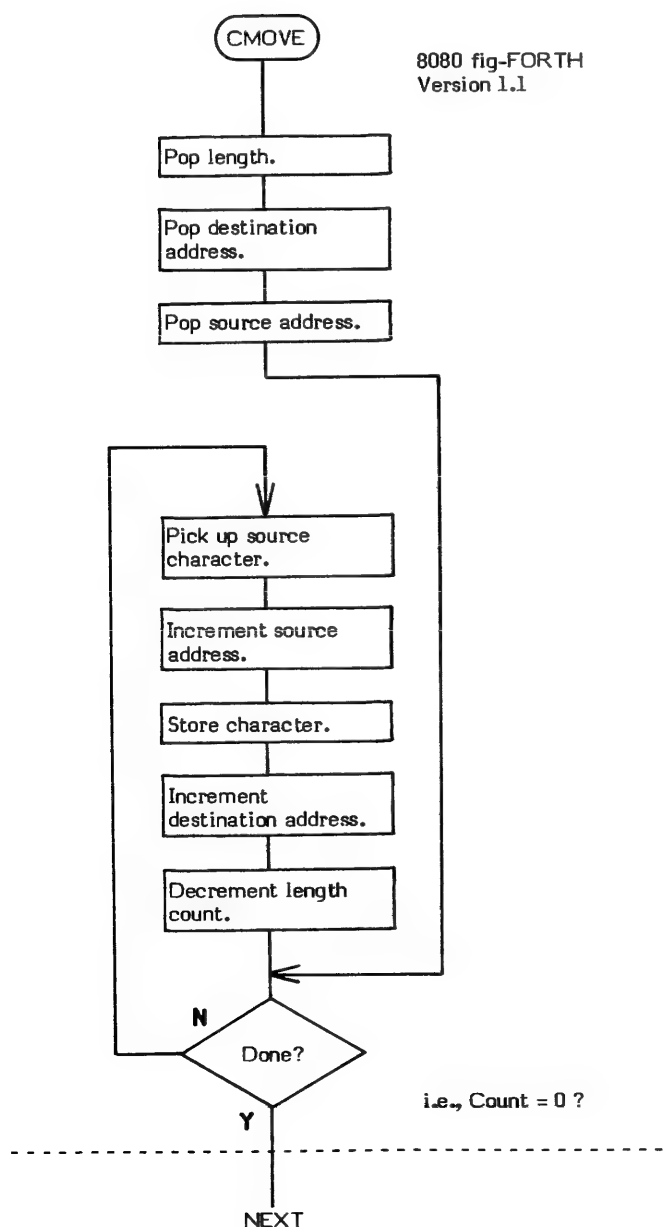 CMOVE
8080 fig-FORTH
Version 1.1
Pop length.
Pop destination
address.
Pop source address.
Pick up source
character.
Increment source
address.
Store character.
Increment
destination address.
Decrement length
count.
N
Done?
i.e., Count = 0 ?
Y
NEXT